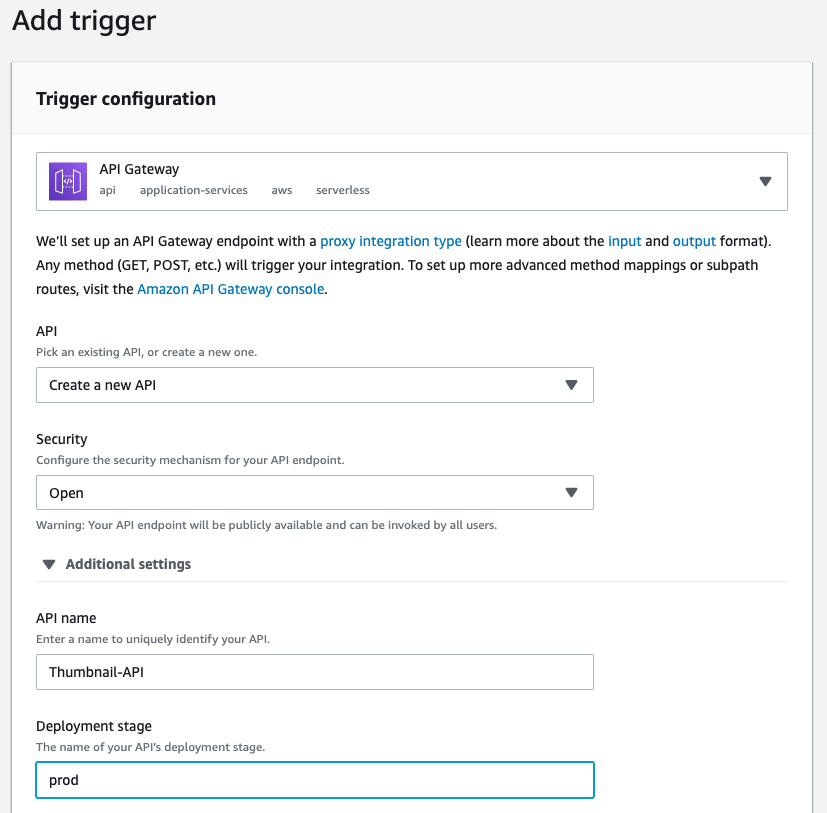 Add trigger
Trigger configuration
API Gateway
api application-services aws serverless
We’ll set up an API Gateway endpoint with a proxy integration type (learn more about the input and output format).
Any method (GET, POST, etc.) will trigger your integration. To set up more advanced method mappings or subpath
routes, visit the Amazon API Gateway console.
API
Pick an existing API, or create a new one.
Create a new API
Security
Configure the security mechanism for your API endpoint.
Open
Warning: Your API endpoint will be publicly available and can be invoked by all users.
Additional settings
API name
Enter a name to uniquely identify your API.
Thumbnail-API
Deployment stage
The name of your API’s deployment stage.
prod